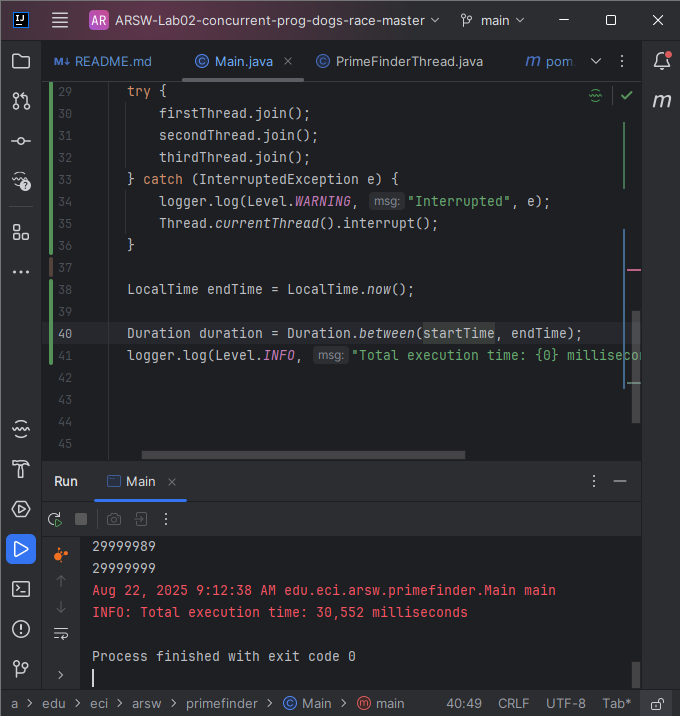 AR ARSW-Lab02-concurrent-prog-dogs-race-master main
README.md Main.java PrimeFinderThread.java pom.
29 try {
30 firstThread.join();
31 secondThread.join();
32 thirdThread.join();
33 } catch (InterruptedException e) {
34 logger.log(Level.WARNING, msg: "Interrupted", e);
35 Thread.currentThread().interrupt();
36 }
37
38 LocalTime endTime = LocalTime.now();
39
40 Duration duration = Duration.between(startTime, endTime);
41 logger.log(Level.INFO, msg: "Total execution time: {0} millisecon
42
43
44
45
Run Main
29999989
29999999
Aug 22, 2025 9:12:38 AM edu.eci.arsw.primefinder.Main main
INFO: Total execution time: 30,552 milliseconds
Process finished with exit code 0
a > edu > eci > arsw > primefinder > Main > main 40:49 CRLF UTF-8 Tab*